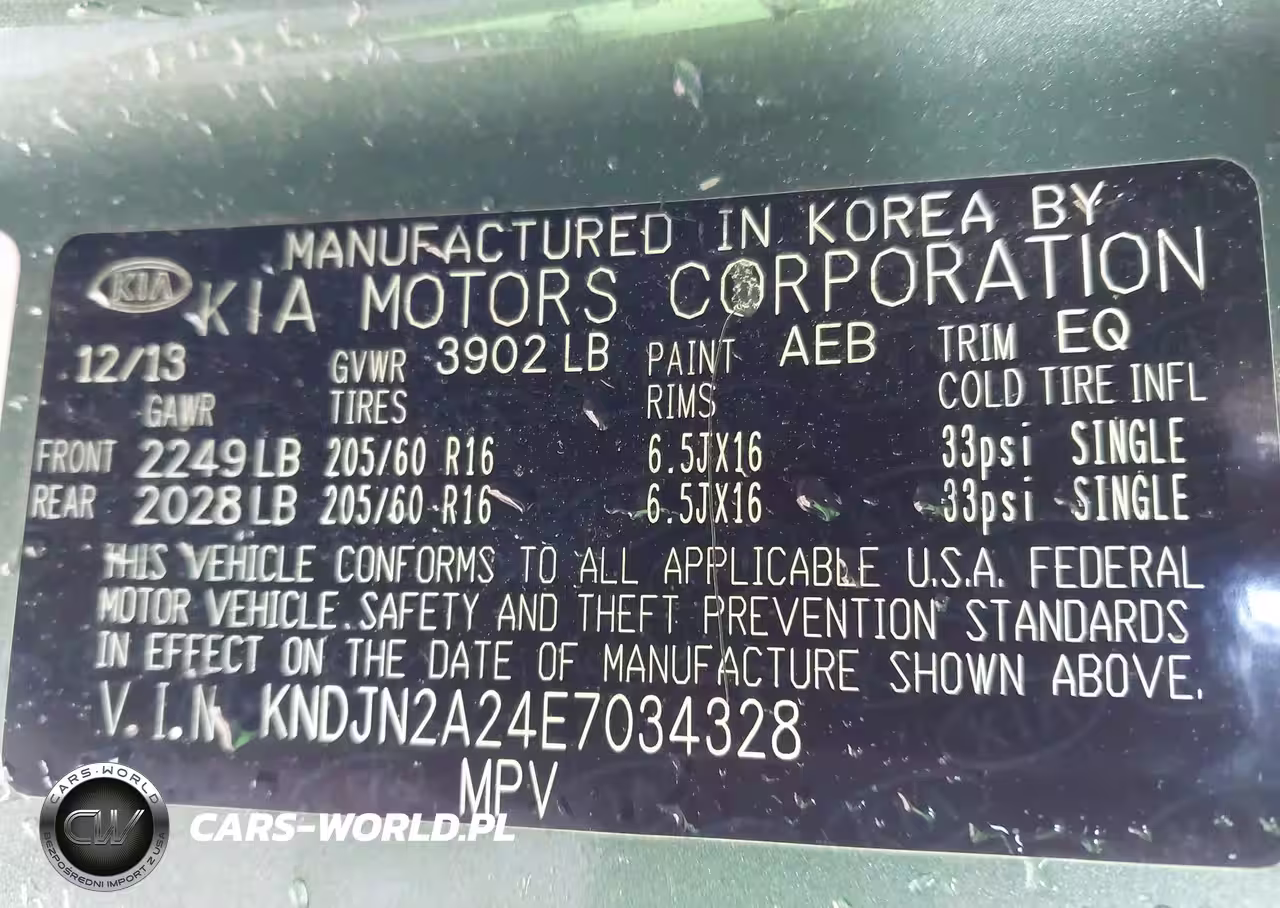 MANUFACTURED IN KOREA BY
KIA KIA MOTORS CORPORATION
12/13 GVWR 3902 LB PAINT AEB TRIM EQ
GAWR TIRES RIMS COLD TIRE INFL
FRONT 2249 LB 205/60 R16 6.5JX16 33psi SINGLE
REAR 2028 LB 205/60 R16 6.5JX16 33psi SINGLE
THIS VEHICLE CONFORMS TO ALL APPLICABLE U.S.A. FEDERAL
MOTOR VEHICLE SAFETY AND THEFT PREVENTION STANDARDS
IN EFFECT ON THE DATE OF MANUFACTURE SHOWN ABOVE.
V.I.N KNDJN2A24E7034328
MPV
CARS-WORLD
CW
BEZPOŚREDNI IMPORT Z USA
CARS-WORLD.PL